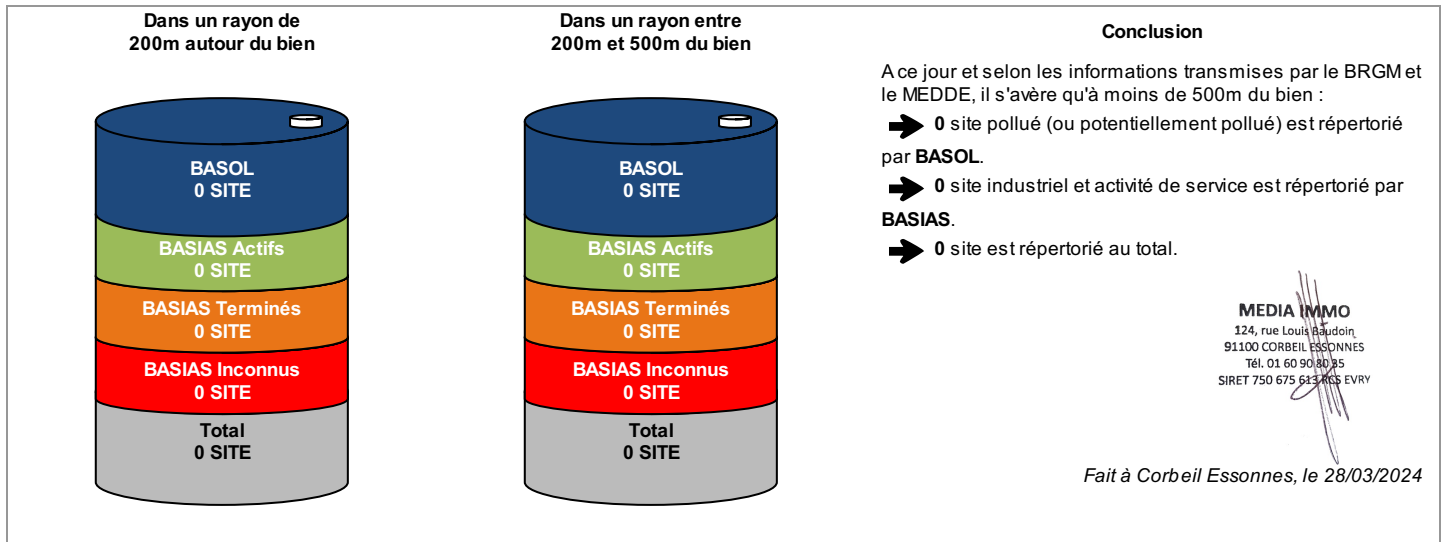 Dans un rayon de
200m autour du bien
BASOL
0 SITE
BASIAS Actifs
0 SITE
BASIAS Terminés
0 SITE
BASIAS Inconnus
0 SITE
Total
0 SITE
Dans un rayon entre
200m et 500m du bien
BASOL
0 SITE
BASIAS Actifs
0 SITE
BASIAS Terminés
0 SITE
BASIAS Inconnus
0 SITE
Total
0 SITE
Conclusion
A ce jour et selon les informations transmises par le BRGM et
le MEDDE, il s'avère qu'à moins de 500m du bien :
0 site pollué (ou potentiellement pollué) est répertorié
par BASOL.
0 site industriel et activité de service est répertorié par
BASIAS.
0 site est répertorié au total.
MEDIA IMMO
124, rue Louis Baudoin
91100 CORBEIL ESSONNES
Tél. 01 60 90 80 85
SIRET 750 675 613 RCS EVRY
Fait à Corbeil Essonnes, le 28/03/2024